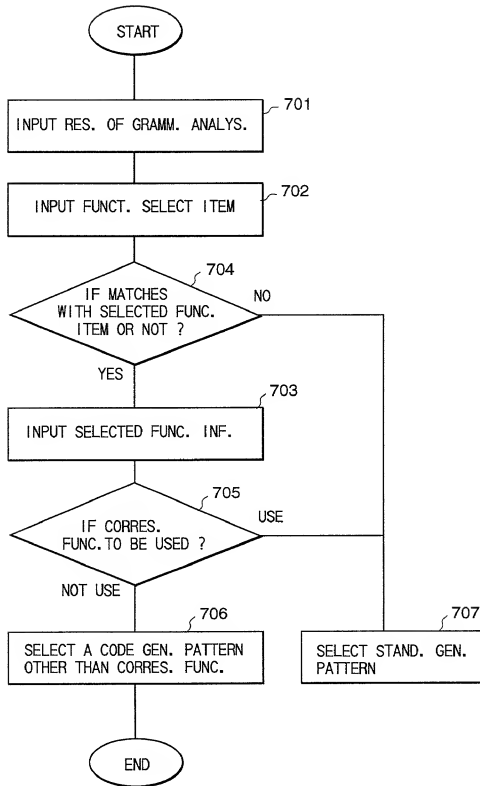 START
701
INPUT RES. OF GRAMM. ANALYS.
702
INPUT FUNCT. SELECT ITEM
704
IF MATCHES
WITH SELECTED FUNC.
ITEM OR NOT ?
NO
YES
703
INPUT SELECTED FUNC. INF.
705
IF CORRES.
FUNC.TO BE USED ?
USE
NOT USE
706
SELECT A CODE GEN. PATTERN
OTHER THAN CORRES. FUNC.
707
SELECT STAND. GEN.
PATTERN
END